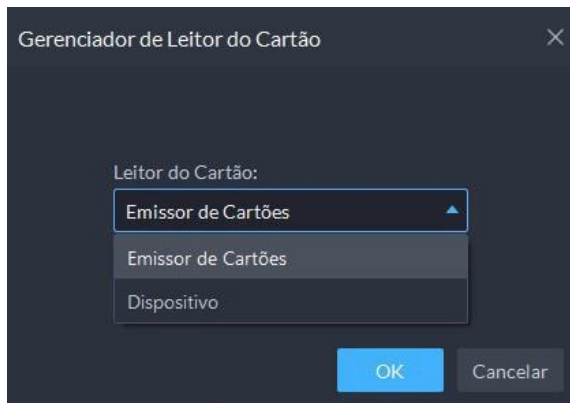 Gerenciador de Leitor do Cartão
Leitor do Cartão:
Emissor de Cartões
Emissor de Cartões
Dispositivo
OK Cancelar